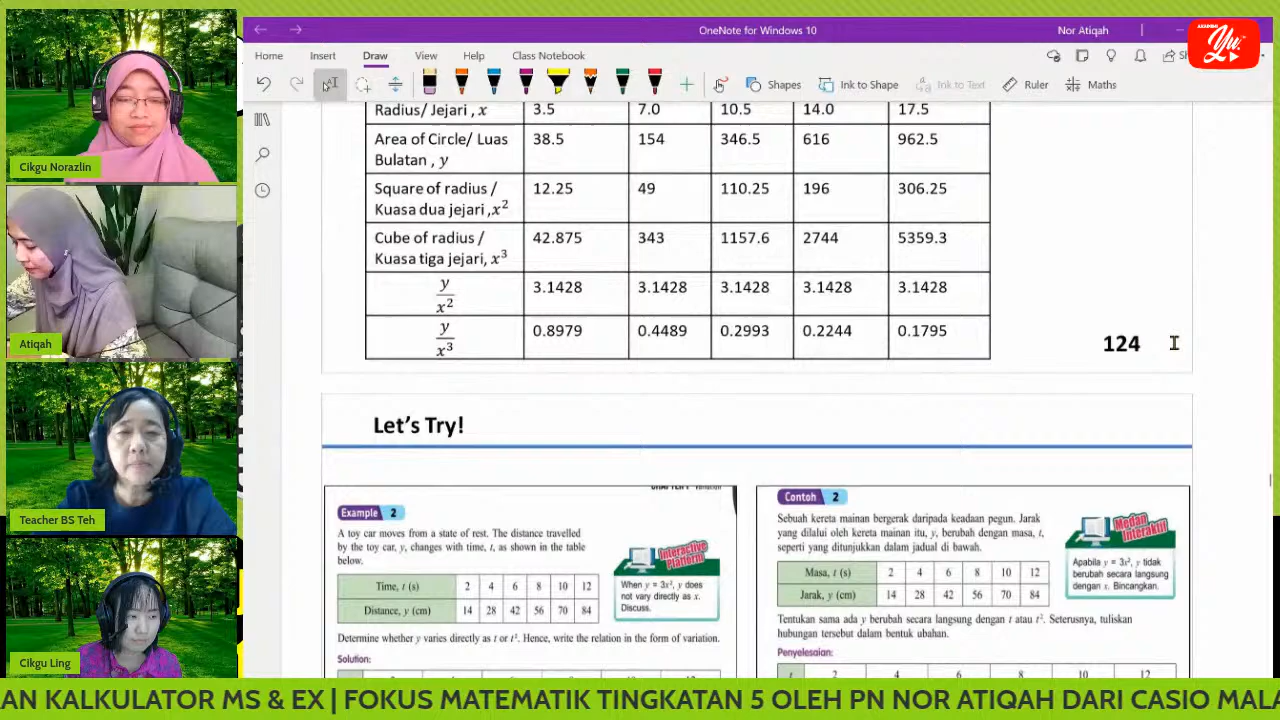 OneNote for Windows 10
Nor Atiqah
AKADEMI
Yu
Home
Insert
Draw
View
Help
Class Notebook
Sh
Shapes
Ink to Shape
Ink to Text
Ruler
Maths
Radius/ Jejari , x 3.5 7.0 10.5 14.0 17.5
Area of Circle/ Luas 38.5 154 346.5 616 962.5
Bulatan , y
Square of radius / 12.25 49 110.25 196 306.25
Kuasa dua jejari ,x²
Cube of radius / 42.875 343 1157.6 2744 5359.3
Kuasa tiga jejari, x³
y/x² 3.1428 3.1428 3.1428 3.1428 3.1428
y/x³ 0.8979 0.4489 0.2993 0.2244 0.1795
124
Let's Try!
Example 2
A toy car moves from a state of rest. The distance travelled
by the toy car, y, changes with time, t, as shown in the table
below.
Time, t (s) 2 4 6 8 10 12
Distance, y (cm) 14 28 42 56 70 84
Interactive
Platform
When y = 3x², y does
not vary directly as x.
Discuss.
Determine whether y varies directly as t or t². Hence, write the relation in the form of variation.
Solution:
Contoh 2
Sebuah kereta mainan bergerak daripada keadaan pegun. Jarak
yang dilalui oleh kereta mainan itu, y, berubah dengan masa, t,
seperti yang ditunjukkan dalam jadual di bawah.
Masa, t (s) 2 4 6 8 10 12
Jarak, y (cm) 14 28 42 56 70 84
Medan
Interaktif
Apabila y = 3x², y tidak
berubah secara langsung
dengan x. Bincangkan.
Tentukan sama ada y berubah secara langsung dengan t atau t². Seterusnya, tuliskan
hubungan tersebut dalam bentuk ubahan.
Penyelesaian:
t 2 4 6 8 10 12
Cikgu Norazlin
Atiqah
Teacher BS Teh
Cikgu Ling
AN KALKULATOR MS & EX | FOKUS MATEMATIK TINGKATAN 5 OLEH PN NOR ATIQAH DARI CASIO MALA